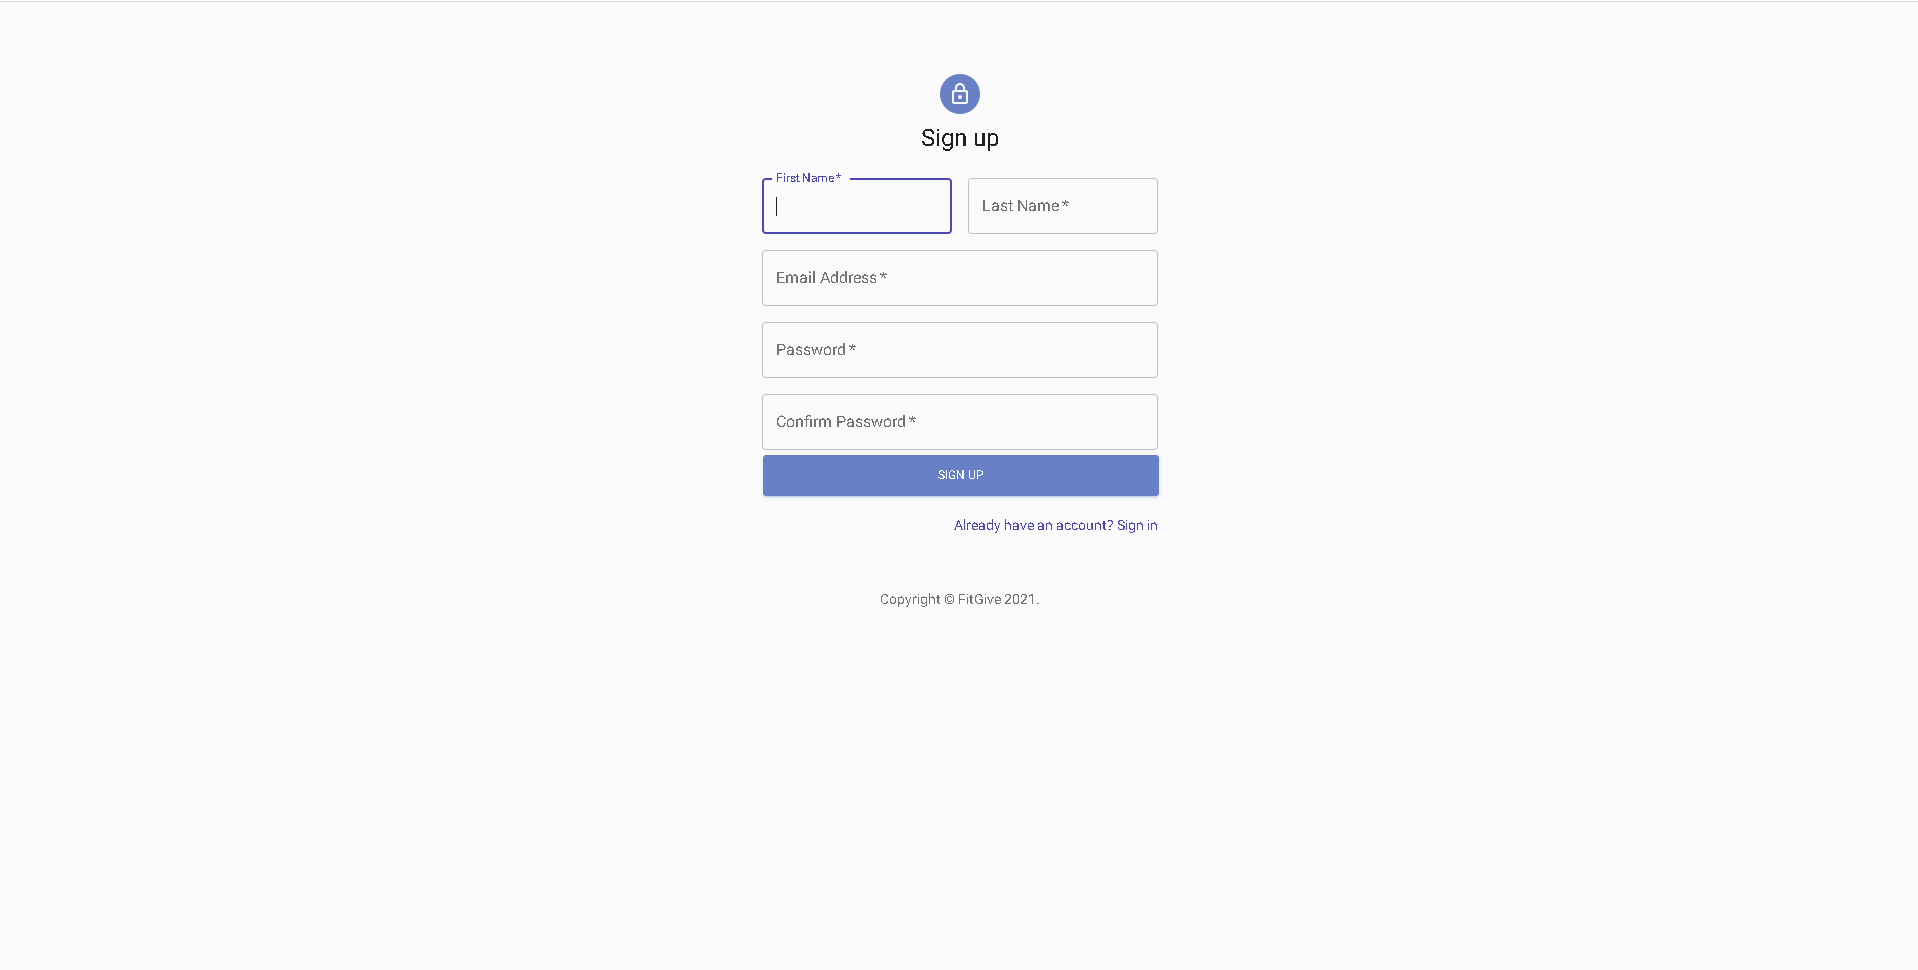 Sign up
First Name *
Last Name *
Email Address *
Password *
Confirm Password *
SIGN UP
Already have an account? Sign in
Copyright © FitGive 2021.